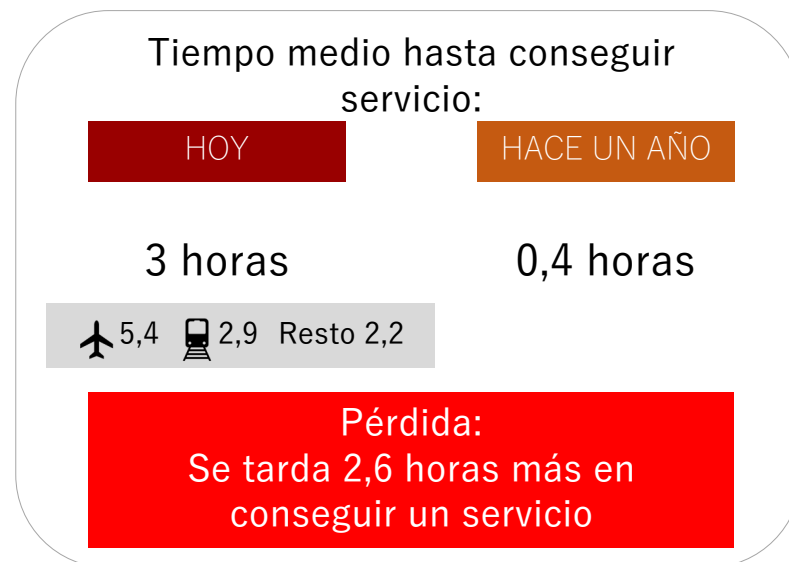 Tiempo medio hasta conseguir
servicio:
HOY
HACE UN AÑO
3 horas
0,4 horas
5,4 2,9 Resto 2,2
Pérdida:
Se tarda 2,6 horas más en
conseguir un servicio